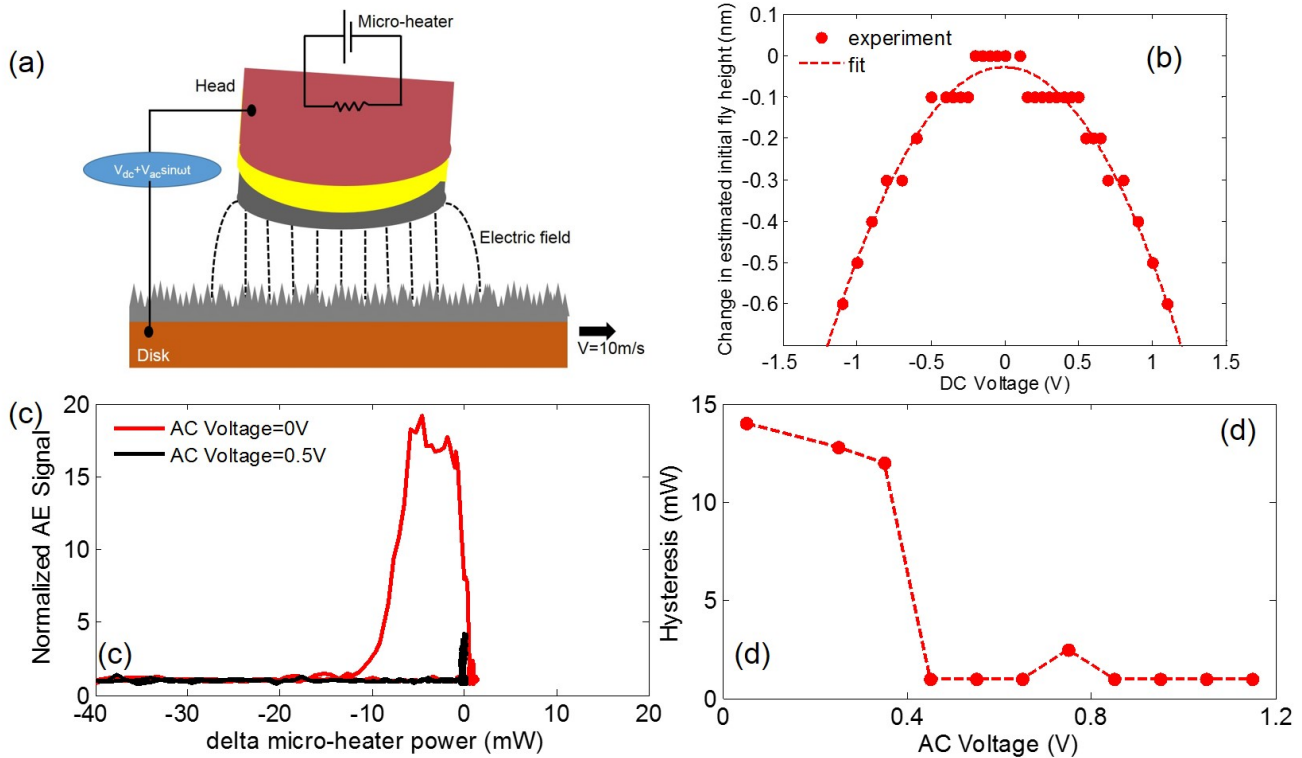 (a)
Micro-heater
Head
Vdc+Vacsinωt
Electric field
Disk
V=10m/s
(b)
experiment
fit
Change in estimated initial fly height (nm)
0.1
0
-0.1
-0.2
-0.3
-0.4
-0.5
-0.6
-1.5 -1 -0.5 0 0.5 1 1.5
DC Voltage (V)
(c)
AC Voltage=0V
AC Voltage=0.5V
Normalized AE Signal
20
15
10
5
0
(c)
-40 -30 -20 -10 0 10 20
delta micro-heater power (mW)
(d)
Hysteresis (mW)
15
10
5
0
(d)
0 0.4 0.8 1.2
AC Voltage (V)